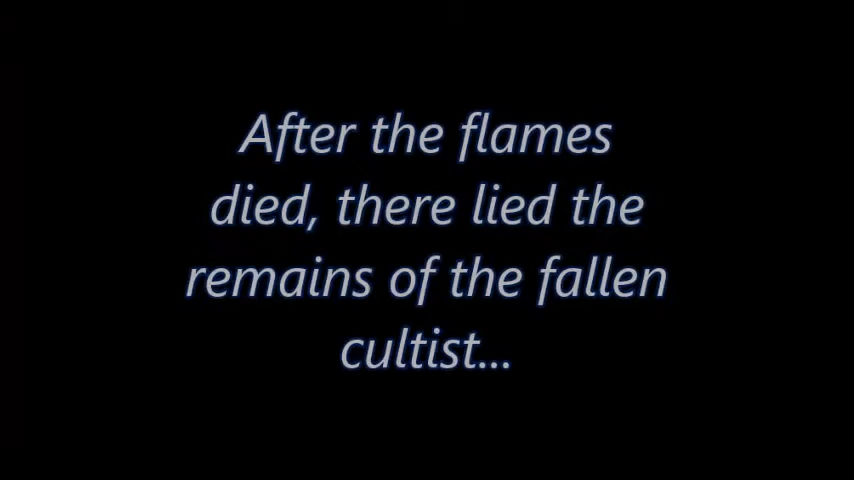 After the flames
died, there lied the
remains of the fallen
cultist...